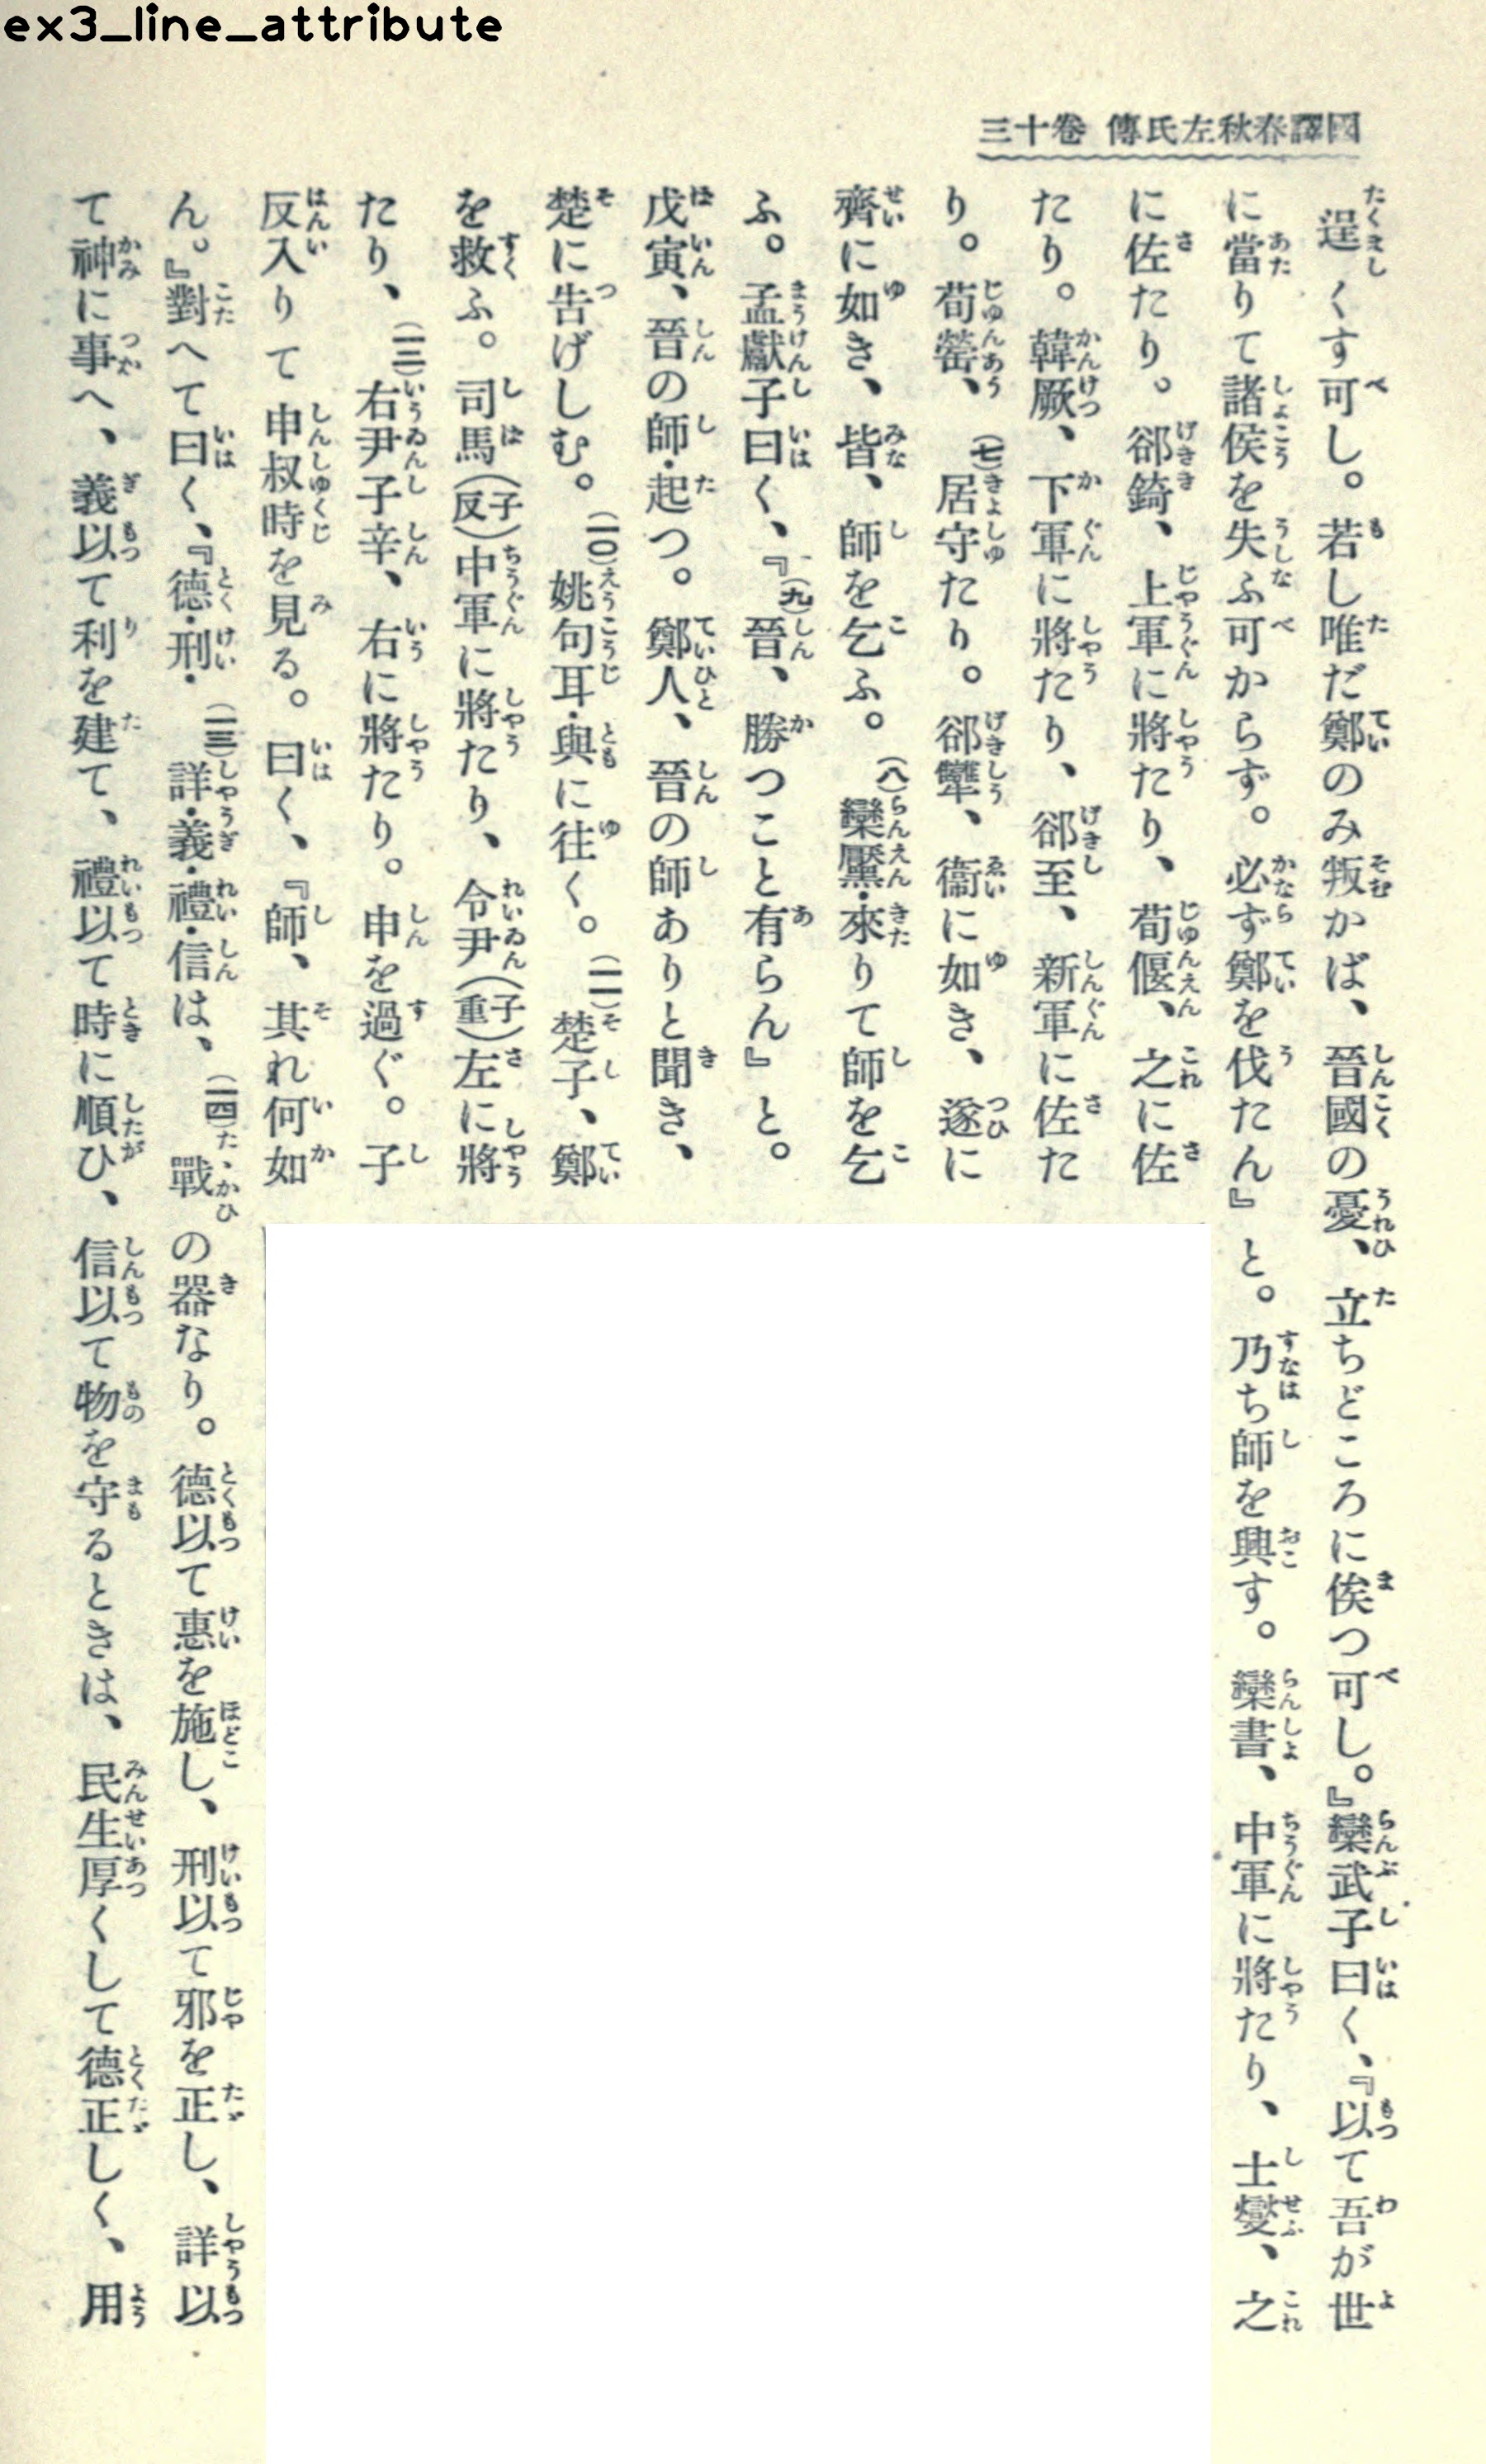 ex3_line_attribute
國譯春秋左氏傳 卷十三
逞くす可し。若し唯だ鄭のみ叛かば、晉國の憂、立ちどころに俟つ可し。』欒武子曰く、『以て吾が世
に當りて諸侯を失ふ可からず。必ず鄭を伐たん』と。乃ち師を興す。欒書、中軍に將たり、士燮、之
に佐たり。郤錡、上軍に將たり、荀偃、之に佐
たり。韓厥、下軍に將たり、郤至、新軍に佐た
り。荀罃、(七)居守たり。郤犫、衞に如き、遂に
齊に如き、皆、師を乞ふ。(八)欒黶・來りて師を乞
ふ。孟獻子曰く、『(九)晉、勝つこと有らん』と。
戊寅、晉の師・起つ。鄭人、晉の師ありと聞き、
楚に告げしむ。(一〇)姚句耳・與に往く。(一一)楚子、鄭
を救ふ。司馬(子反)中軍に將たり、令尹(子重)左に將
たり、(一二)右尹子辛、右に將たり。申を過ぐ。子
反入りて申叔時を見る。曰く、『師、其れ何如
ん。』對へて曰く、『德・刑・(一三)詳・義・禮・信は、(一四)戰の器なり。德以て惠を施し、刑以て邪を正し、詳以
て神に事へ、義以て利を建て、禮以て時に順ひ、信以て物を守るときは、民生厚くして德正しく、用